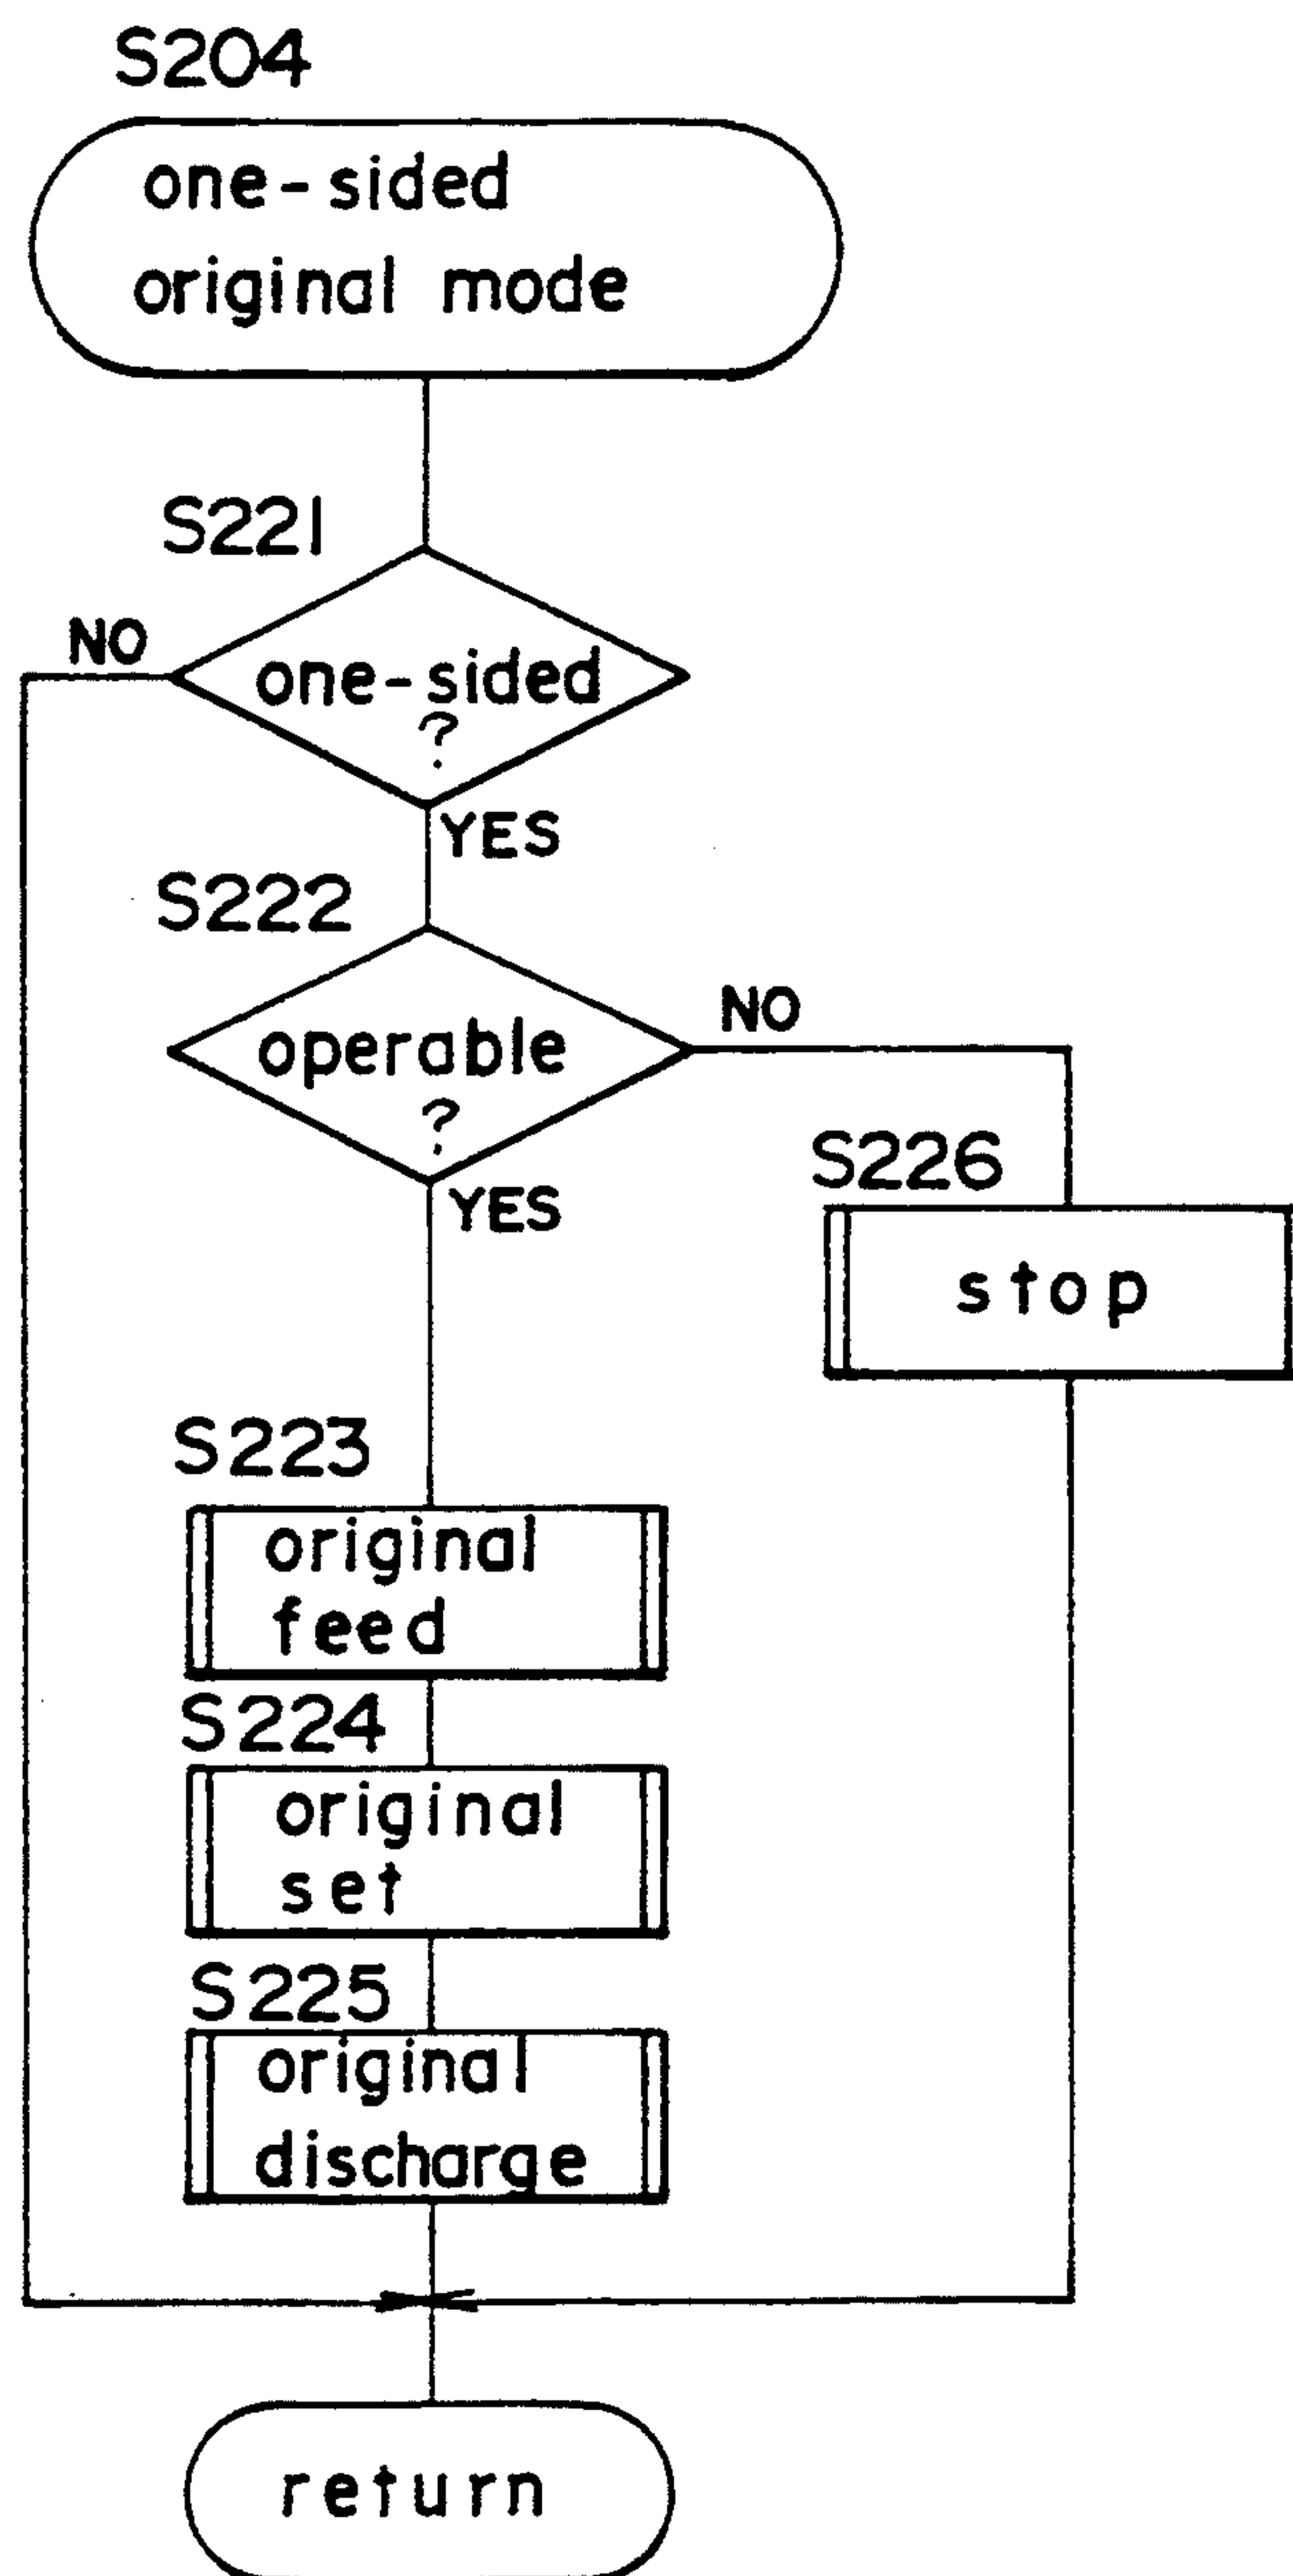 S204
one-sided
original mode
S221
NO
one-sided
?
YES
S222
operable
?
NO
YES
S226
stop
S223
original
feed
S224
original
set
S225
original
discharge
return